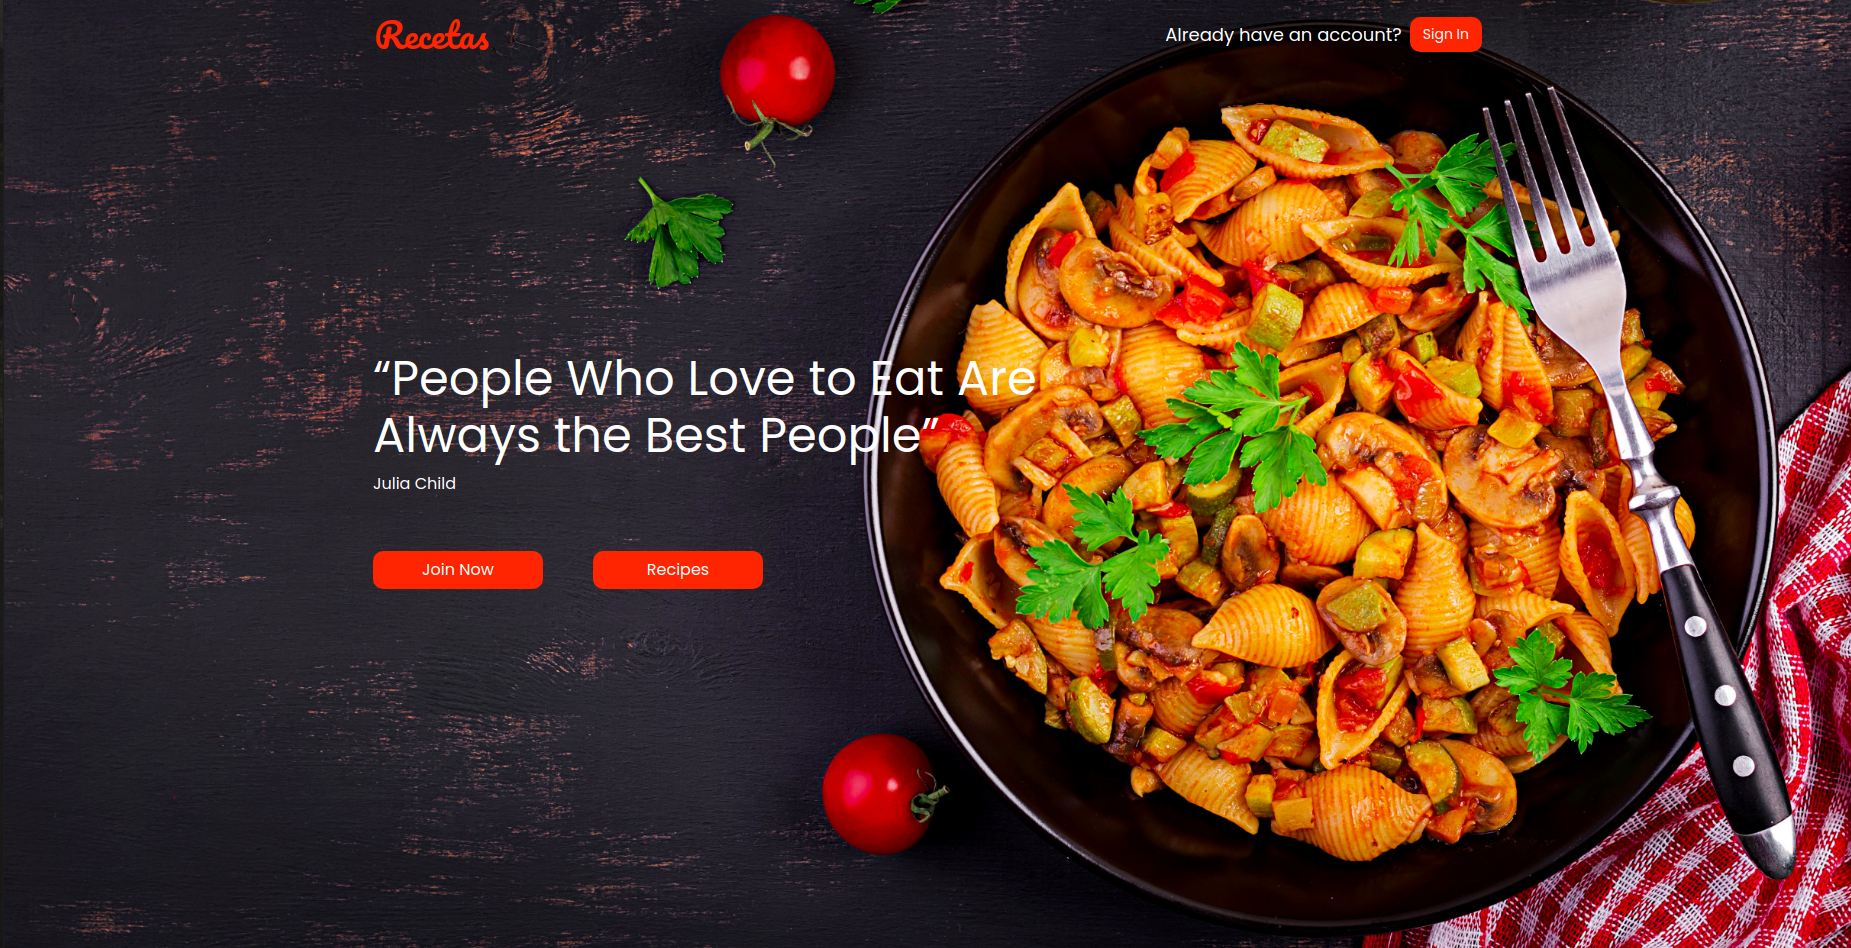 Recetas
Already have an account?
Sign In
“People Who Love to Eat Are
Always the Best People”
Julia Child
Join Now
Recipes